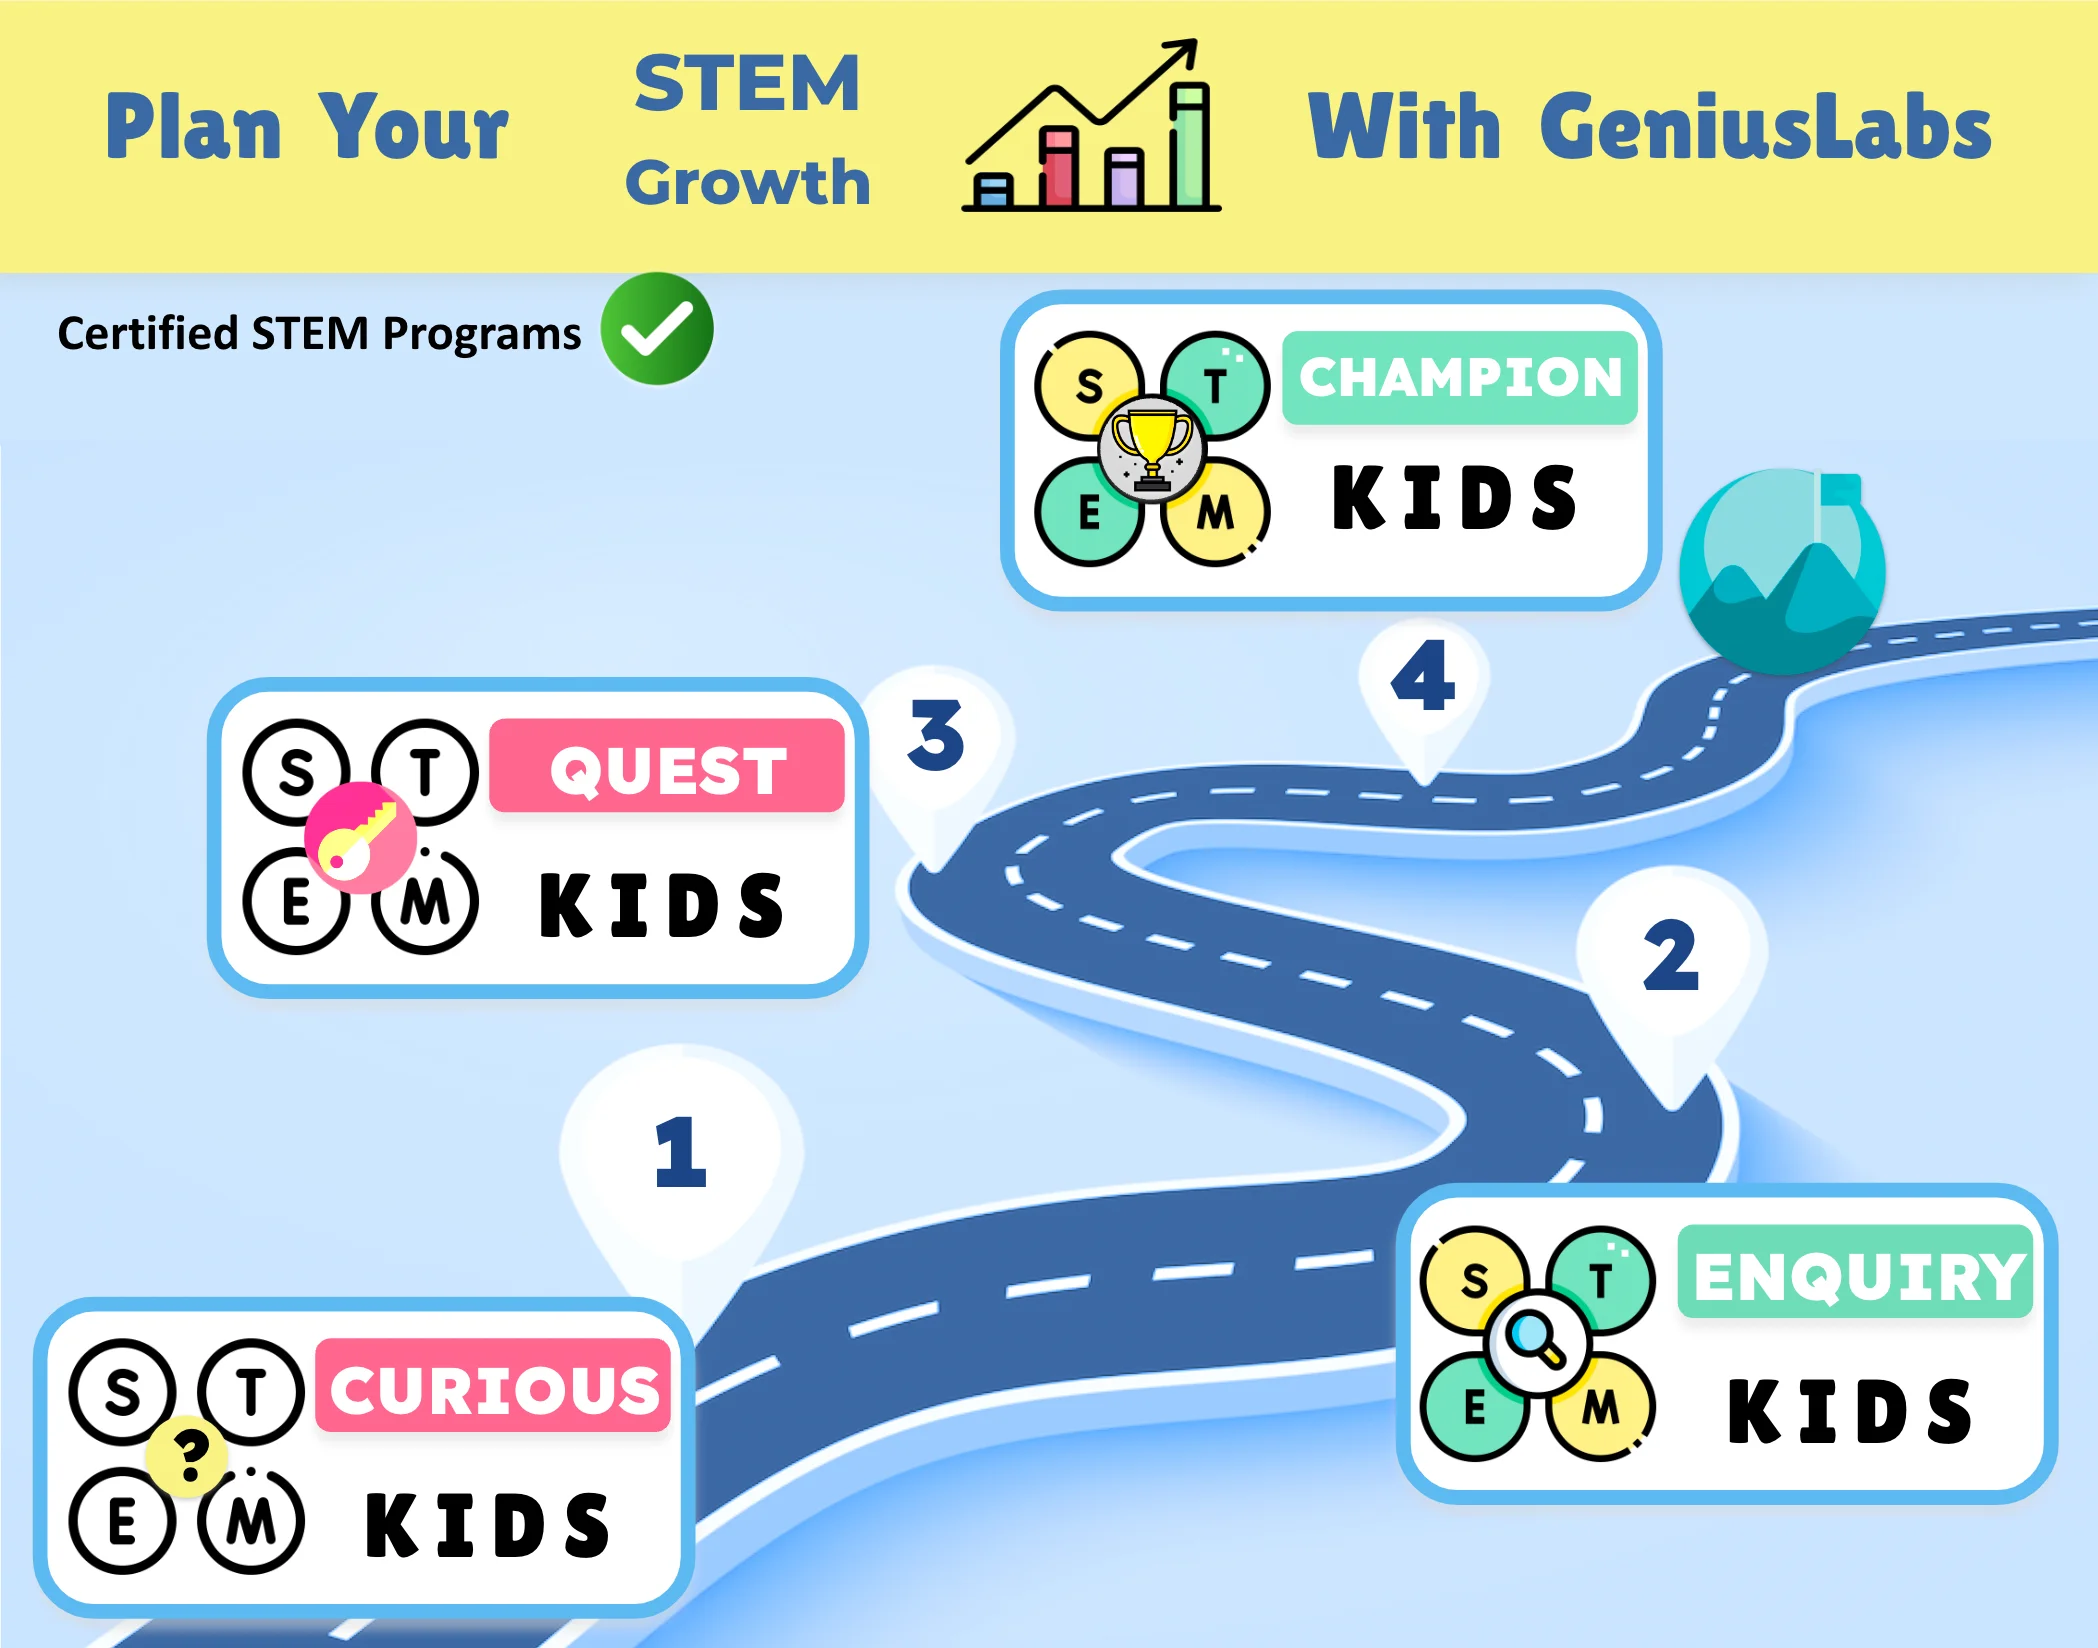 Plan Your STEM Growth With GeniusLabs
Certified STEM Programs
S T CHAMPION
E M KIDS
4
3
S T QUEST
E M KIDS
2
1
S T ENQUIRY
E M KIDS
S T CURIOUS
?
E M KIDS